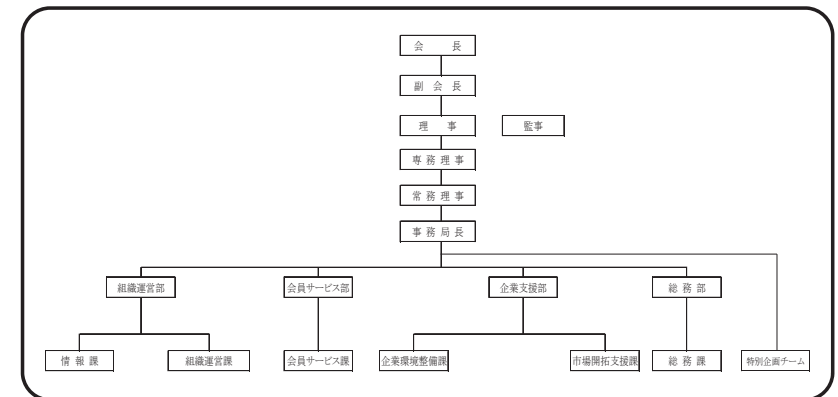 会長
副会長
理事 監事
専務理事
常務理事
事務局長
組織運営部 会員サービス部 企業支援部 総務部
情報課 組織運営課 会員サービス課 企業環境整備課 市場開拓支援課 総務課 特別企画チーム